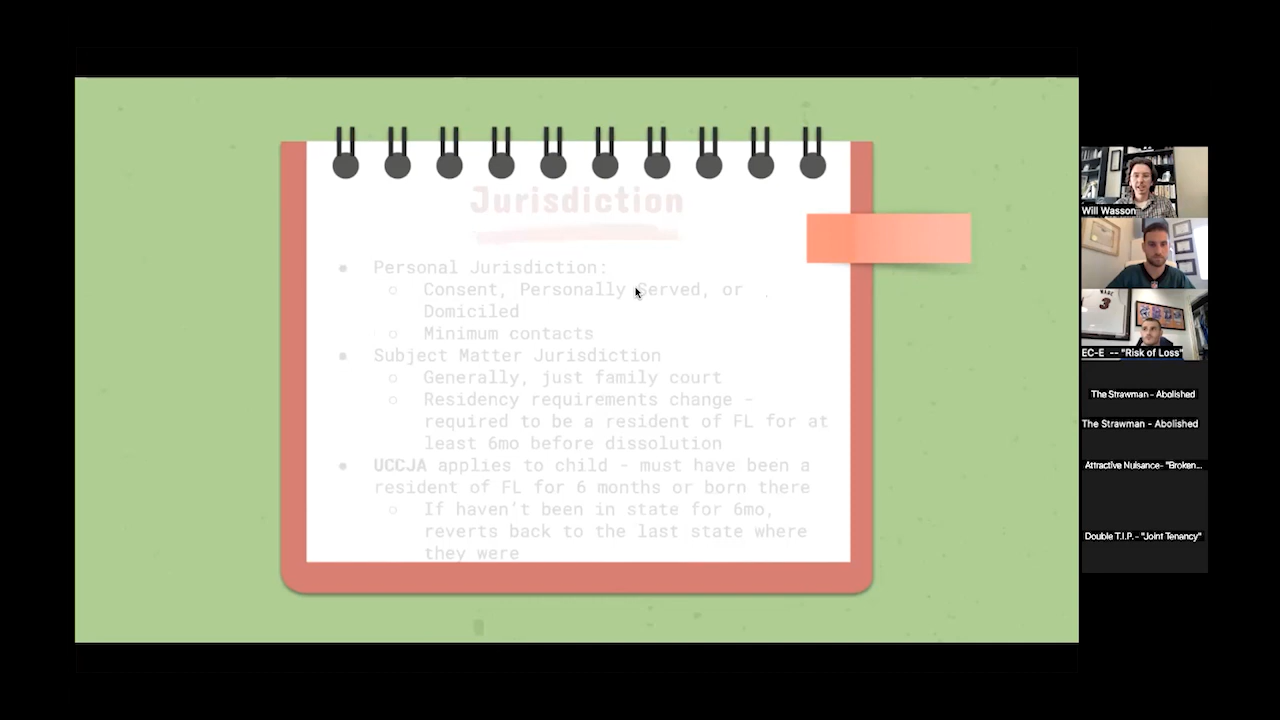 Jurisdiction
● Personal Jurisdiction:
○ Consent, Personally Served, or
Domiciled
○ Minimum contacts
● Subject Matter Jurisdiction
○ Generally, just family court
○ Residency requirements change -
required to be a resident of FL for at
least 6mo before dissolution
● UCCJA applies to child - must have been a
resident of FL for 6 months or born there
○ If haven't been in state for 6mo,
reverts back to the last state where
they were
Will Wasson
WADE
3
EC-E -- "Risk of Loss"
The Strawman - Abolished
The Strawman - Abolished
Attractive Nuisance- "Broken...
Double T.I.P. - "Joint Tenancy"